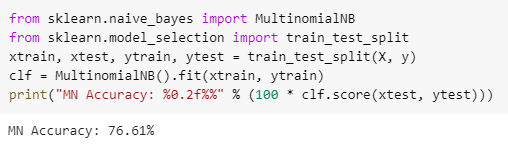 from sklearn.naive_bayes import MultinomialNB
from sklearn.model_selection import train_test_split
xtrain, xtest, ytrain, ytest = train_test_split(X, y)
clf = MultinomialNB().fit(xtrain, ytrain)
print("MN Accuracy: %0.2f%%" % (100 * clf.score(xtest, ytest)))
MN Accuracy: 76.61%